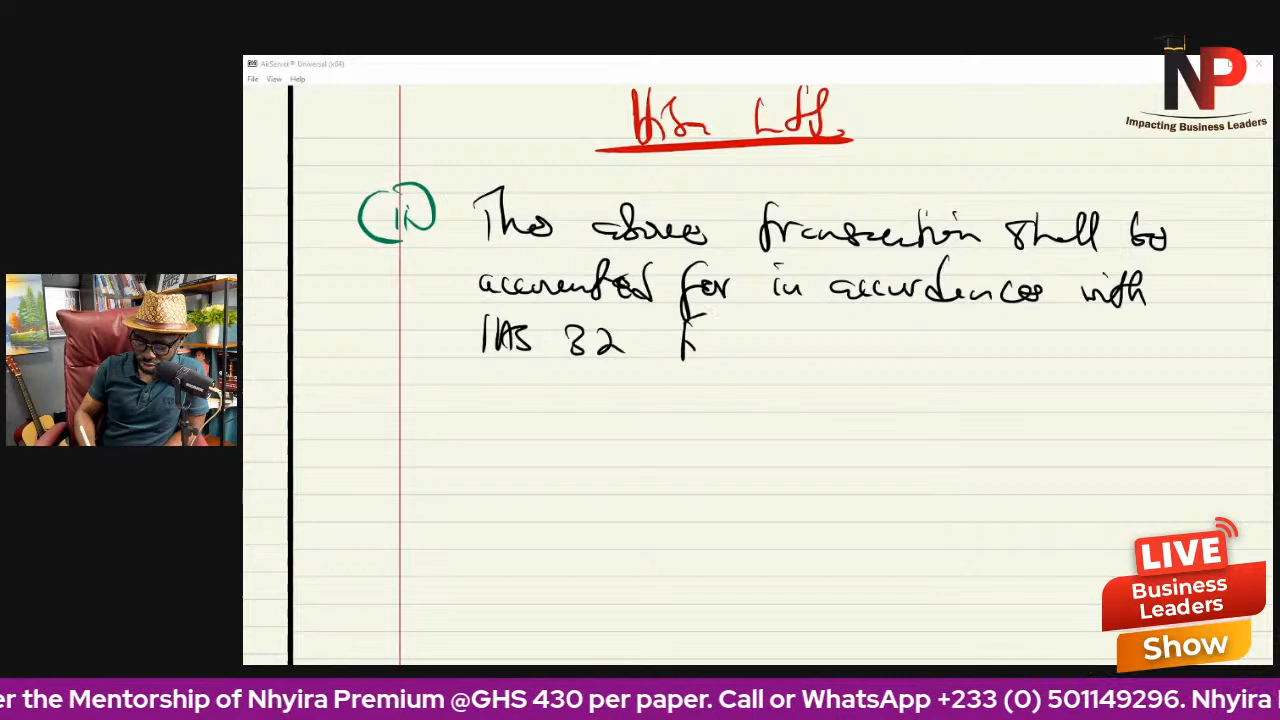 AirServer® Universal (x64)
File View Help
NP
Impacting Business Leaders
The above transaction shall be
accounted for in accordance with
IAS 32 F
LIVE
Business
Leaders
Show
er the Mentorship of Nhyira Premium @GHS 430 per paper. Call or WhatsApp +233 (0) 501149296. Nhyira